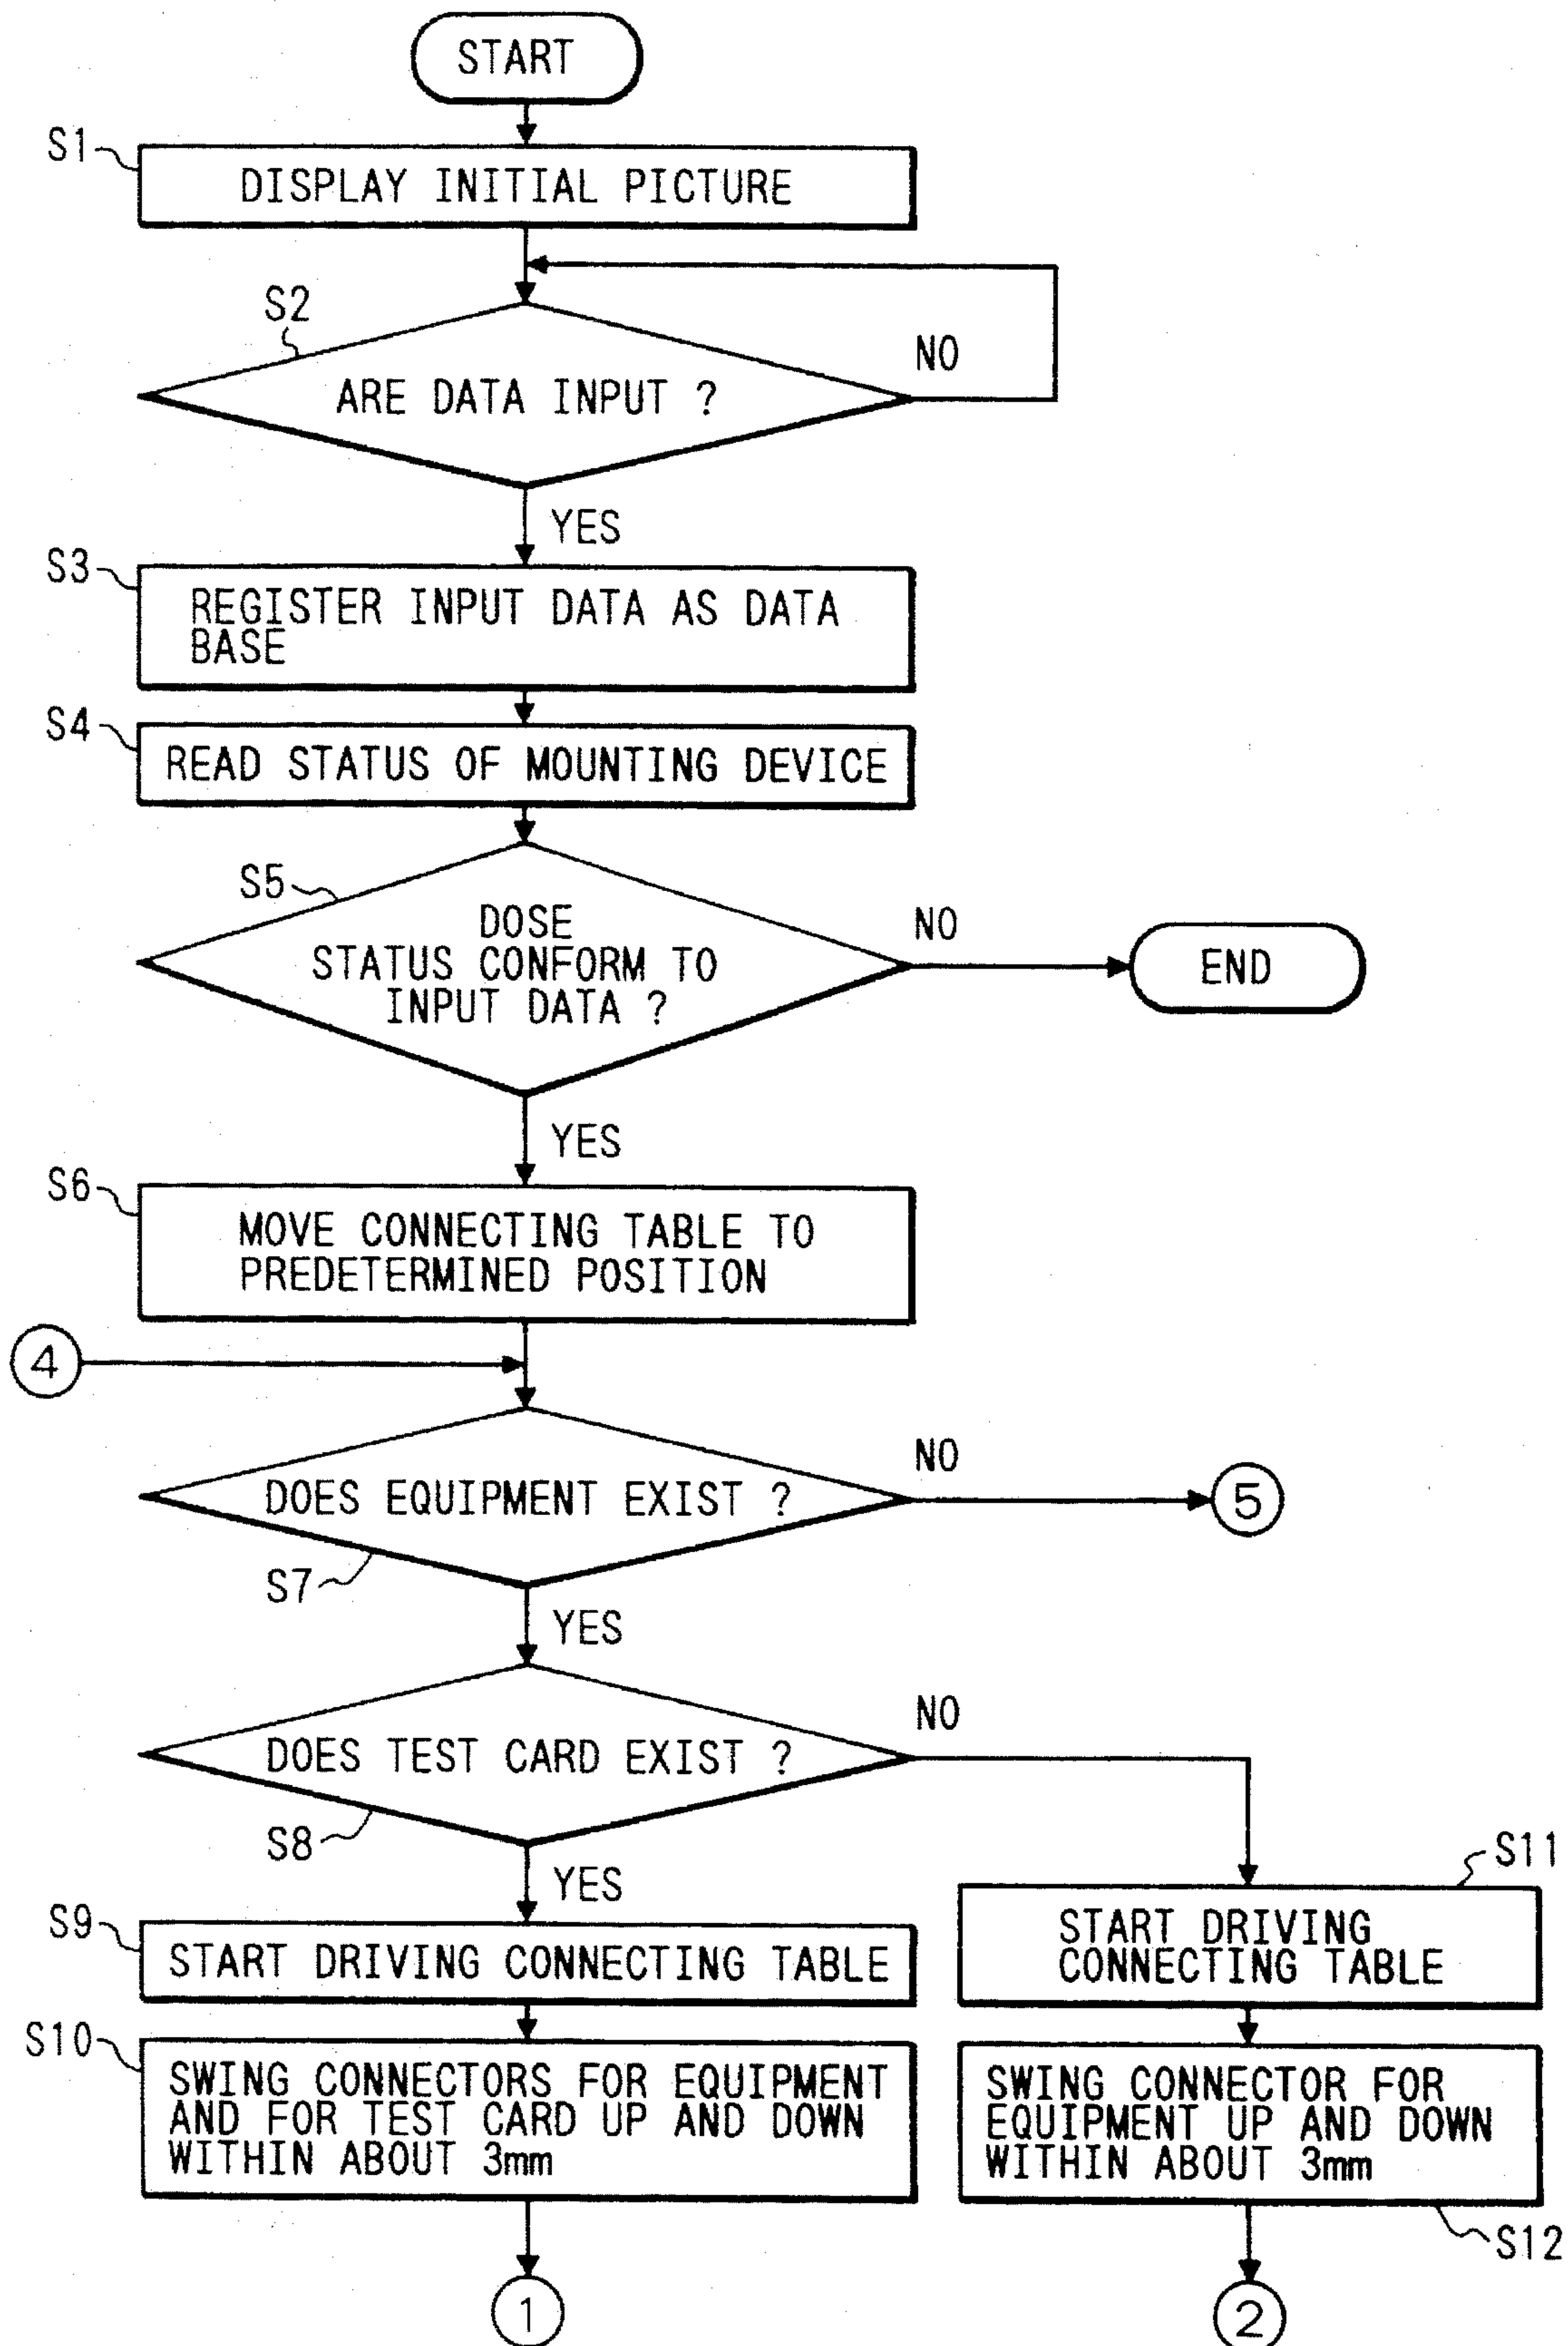 START
S1
DISPLAY INITIAL PICTURE
S2
ARE DATA INPUT ?
NO
YES
S3
REGISTER INPUT DATA AS DATA
BASE
S4
READ STATUS OF MOUNTING DEVICE
S5
DOSE
STATUS CONFORM TO
INPUT DATA ?
NO
END
YES
S6
MOVE CONNECTING TABLE TO
PREDETERMINED POSITION
4
DOES EQUIPMENT EXIST ?
NO
5
S7
YES
DOES TEST CARD EXIST ?
NO
S8
YES
S9
START DRIVING CONNECTING TABLE
S10
SWING CONNECTORS FOR EQUIPMENT
AND FOR TEST CARD UP AND DOWN
WITHIN ABOUT 3mm
1
S11
START DRIVING
CONNECTING TABLE
SWING CONNECTOR FOR
EQUIPMENT UP AND DOWN
WITHIN ABOUT 3mm
S12
2